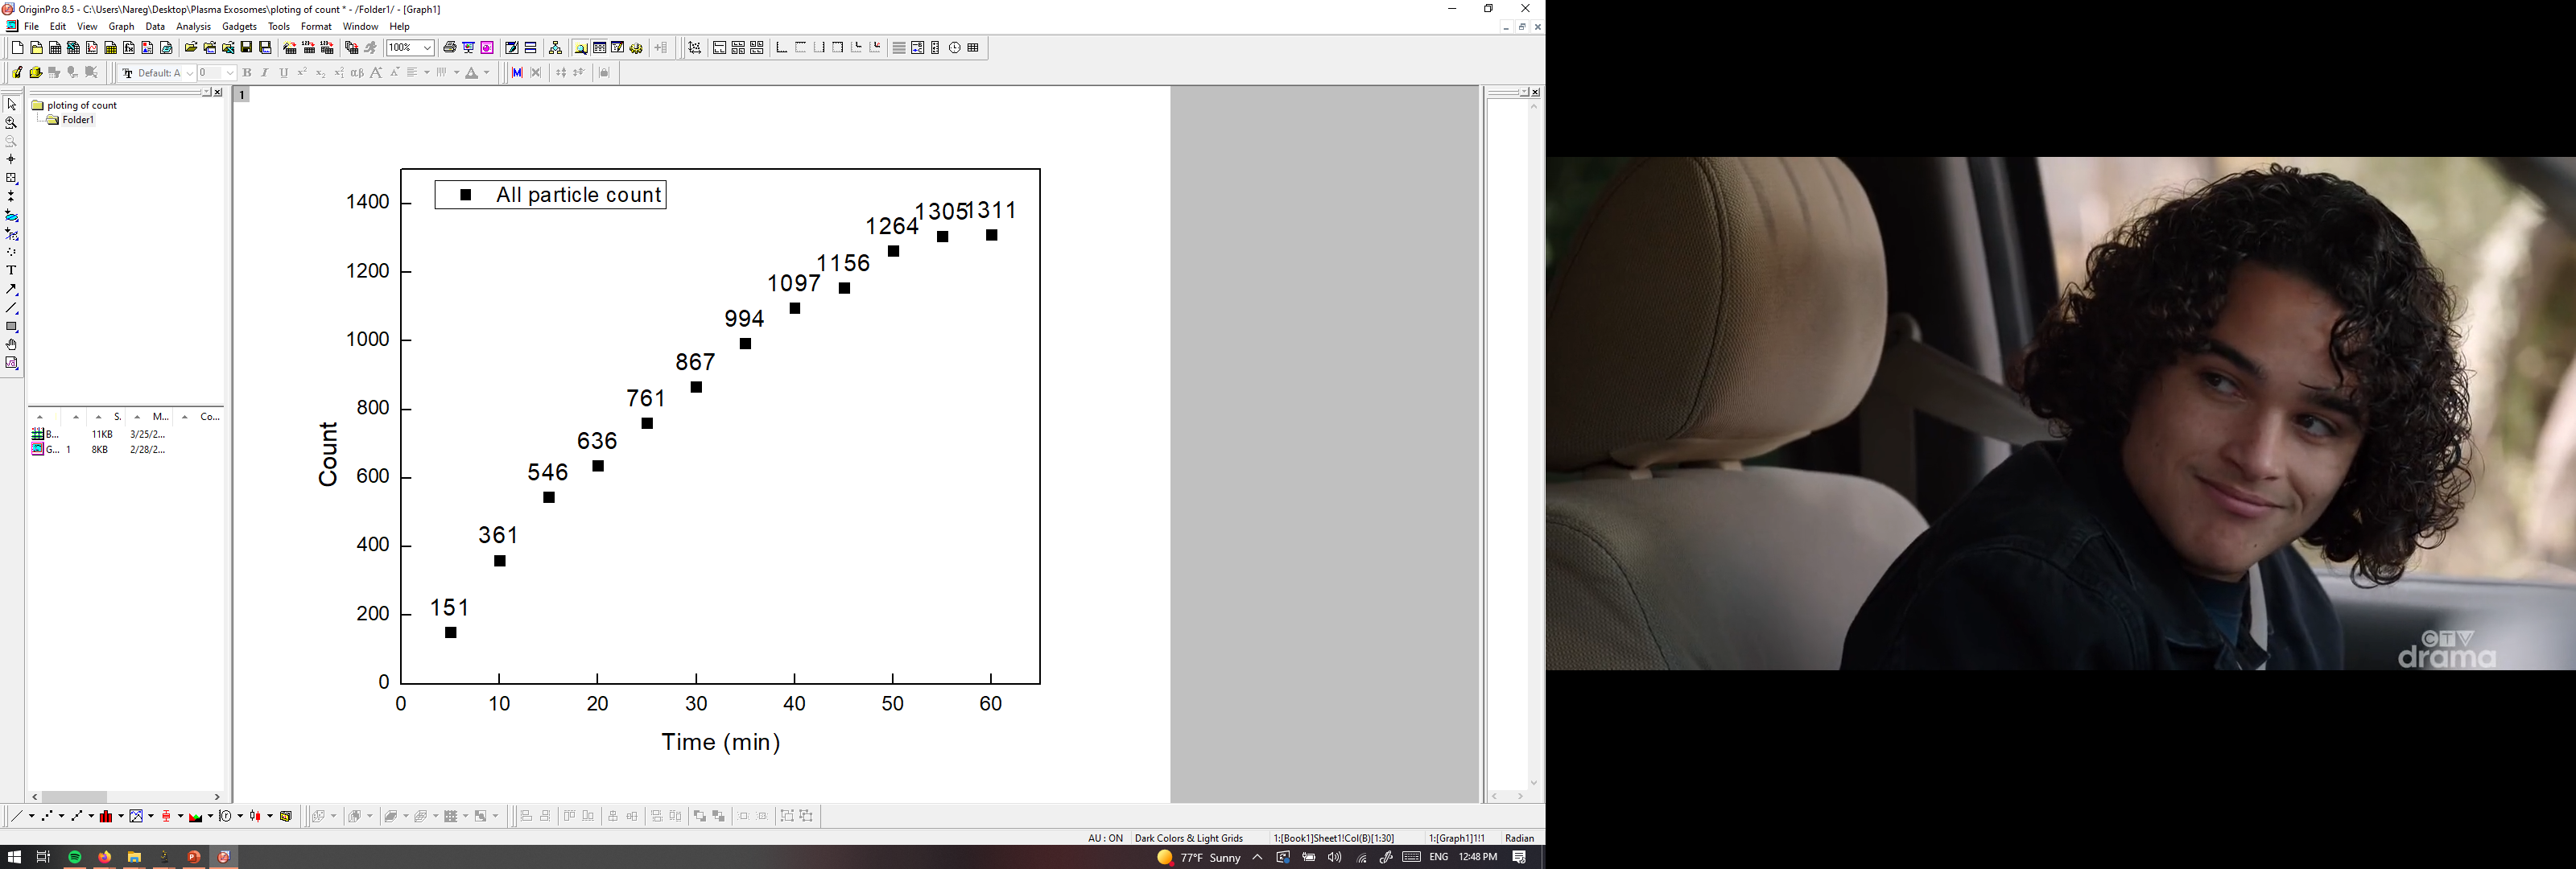 OriginPro 8.5 - C:\Users\Nareg\Desktop\Plasma Exosomes\ploting of count * - /Folder1/ - [Graph1]
File Edit View Graph Data Analysis Gadgets Tools Format Window Help
100%
Default: A 0 B I U x² x₂ αβ A A A M
ploting of count
Folder1
1
S. M... Co...
B... 11KB 3/25/2...
G... 1 8KB 2/28/2...
All particle count
1400
1200
1000
800
600
400
200
0
Count
151
361
546
636
761
867
994
1097
1156
1264
1305
1311
0 10 20 30 40 50 60
Time (min)
AU : ON Dark Colors & Light Grids 1:[Book1]Sheet1!Col(B)[1:30] 1:[Graph1]1!1 Radian
77°F Sunny ENG 12:48 PM
CTV
drama